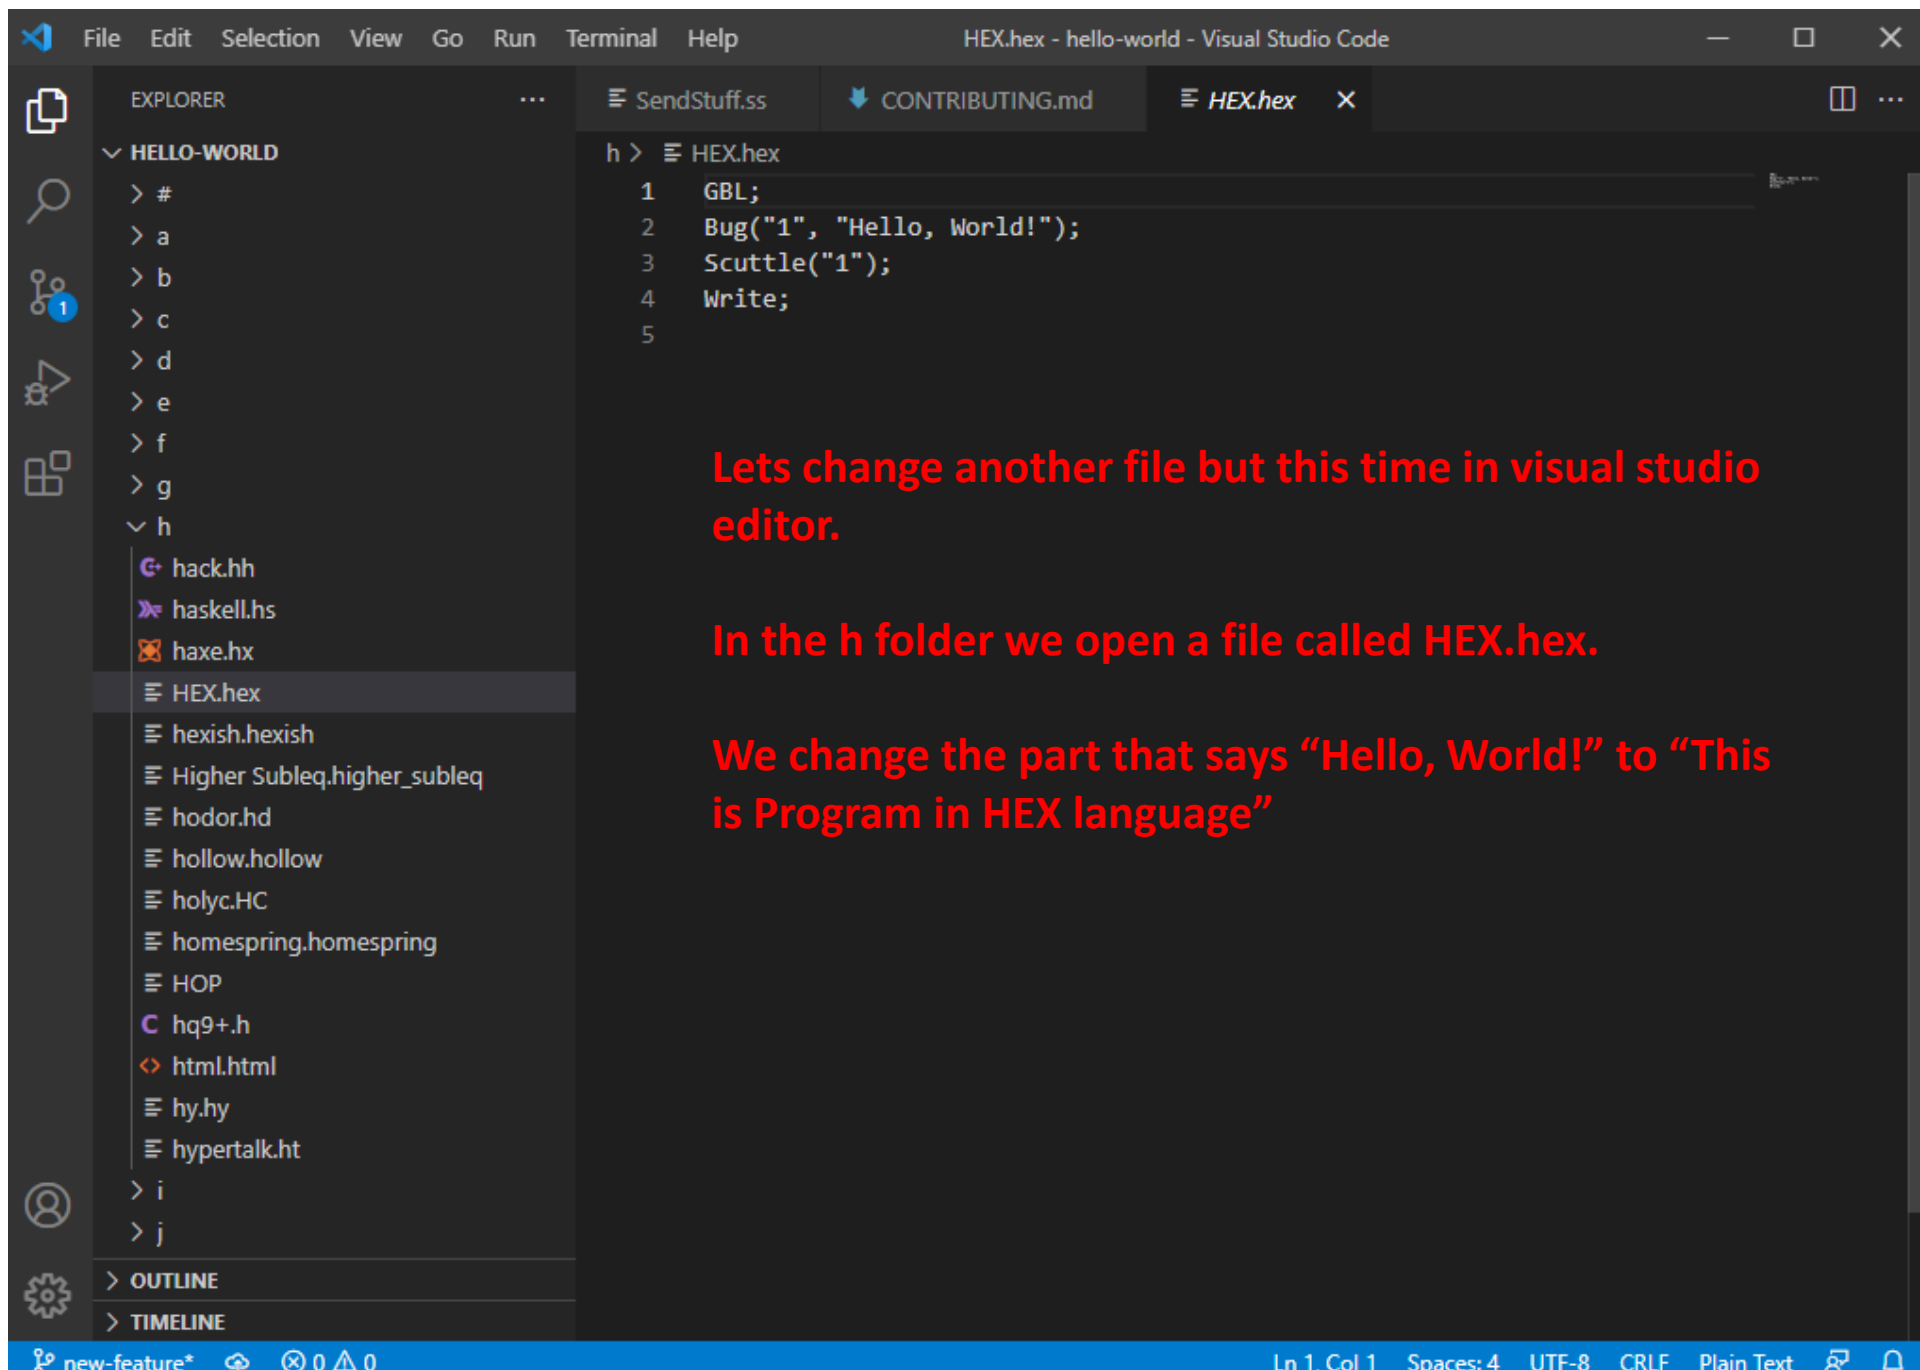 File Edit Selection View Go Run Terminal Help HEX.hex - hello-world - Visual Studio Code
EXPLORER
SendStuff.ss CONTRIBUTING.md HEX.hex
HELLO-WORLD
h > HEX.hex
#
a
b
c
d
e
f
g
h
hack.hh
haskell.hs
haxe.hx
HEX.hex
hexish.hexish
Higher Subleq.higher_subleq
hodor.hd
hollow.hollow
holyc.HC
homespring.homespring
HOP
hq9+.h
html.html
hy.hy
hypertalk.ht
i
j
OUTLINE
TIMELINE
1 GBL;
2 Bug("1", "Hello, World!");
3 Scuttle("1");
4 Write;
5
Lets change another file but this time in visual studio
editor.
In the h folder we open a file called HEX.hex.
We change the part that says “Hello, World!” to “This
is Program in HEX language”
1
new-feature* 0 0 Ln 1, Col 1 Spaces: 4 UTF-8 CRLF Plain Text